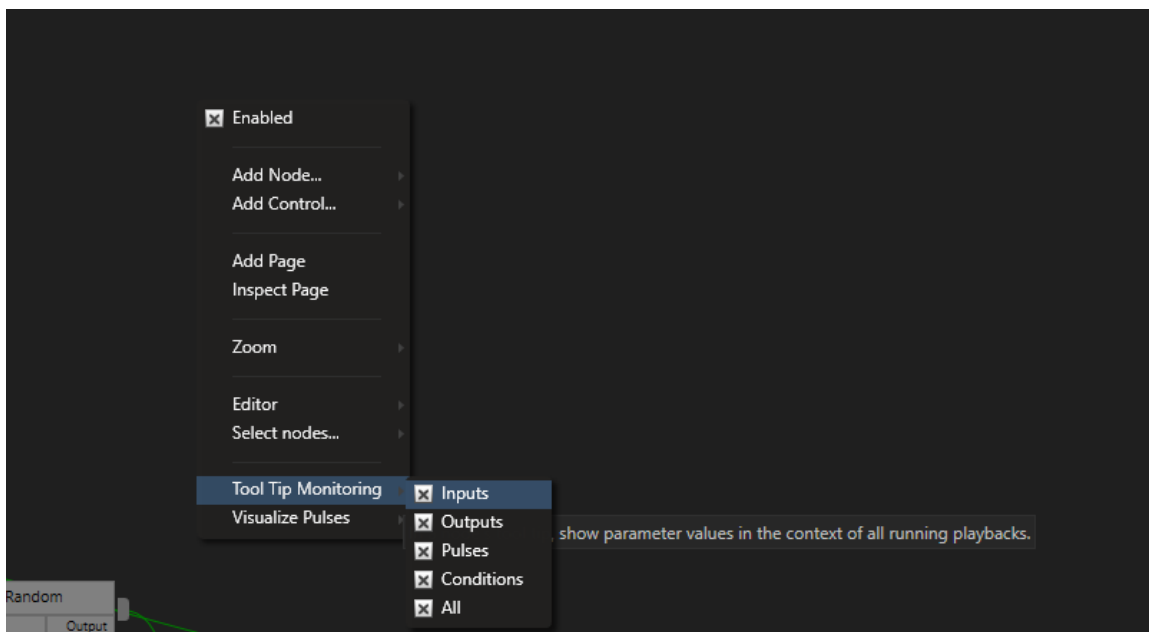 Enabled
Add Node...
Add Control...
Add Page
Inspect Page
Zoom
Editor
Select nodes...
Tool Tip Monitoring
Visualize Pulses
Inputs
Outputs
Pulses
Conditions
All
, show parameter values in the context of all running playbacks.
Random
Output